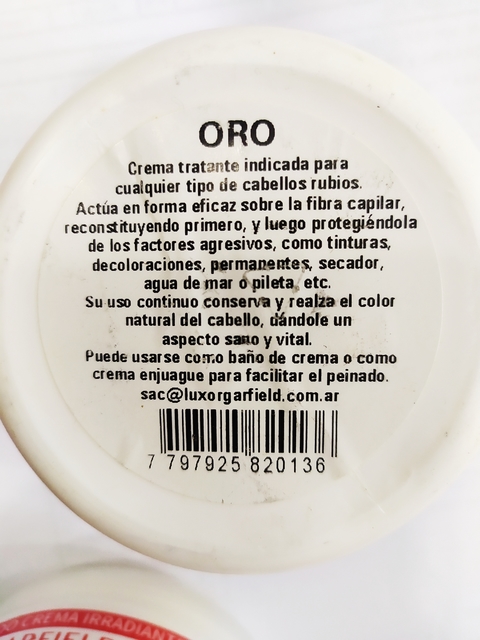 ORO
Crema tratante indicada para
cualquier tipo de cabellos rubios.
Actúa en forma eficaz sobre la fibra capilar,
reconstituyendo primero, y luego protegiéndola
de los factores agresivos, como tinturas,
decoloraciones, permanentes, secador,
agua de mar o pileta, etc.
Su uso continuo conserva y realza el color
natural del cabello, dándole un
aspecto sano y vital.
Puede usarse como baño de crema o como
crema enjuague para facilitar el peinado.
sac@luxorgarfield.com.ar
7 797925 820136
CREMA IRRADIANTE